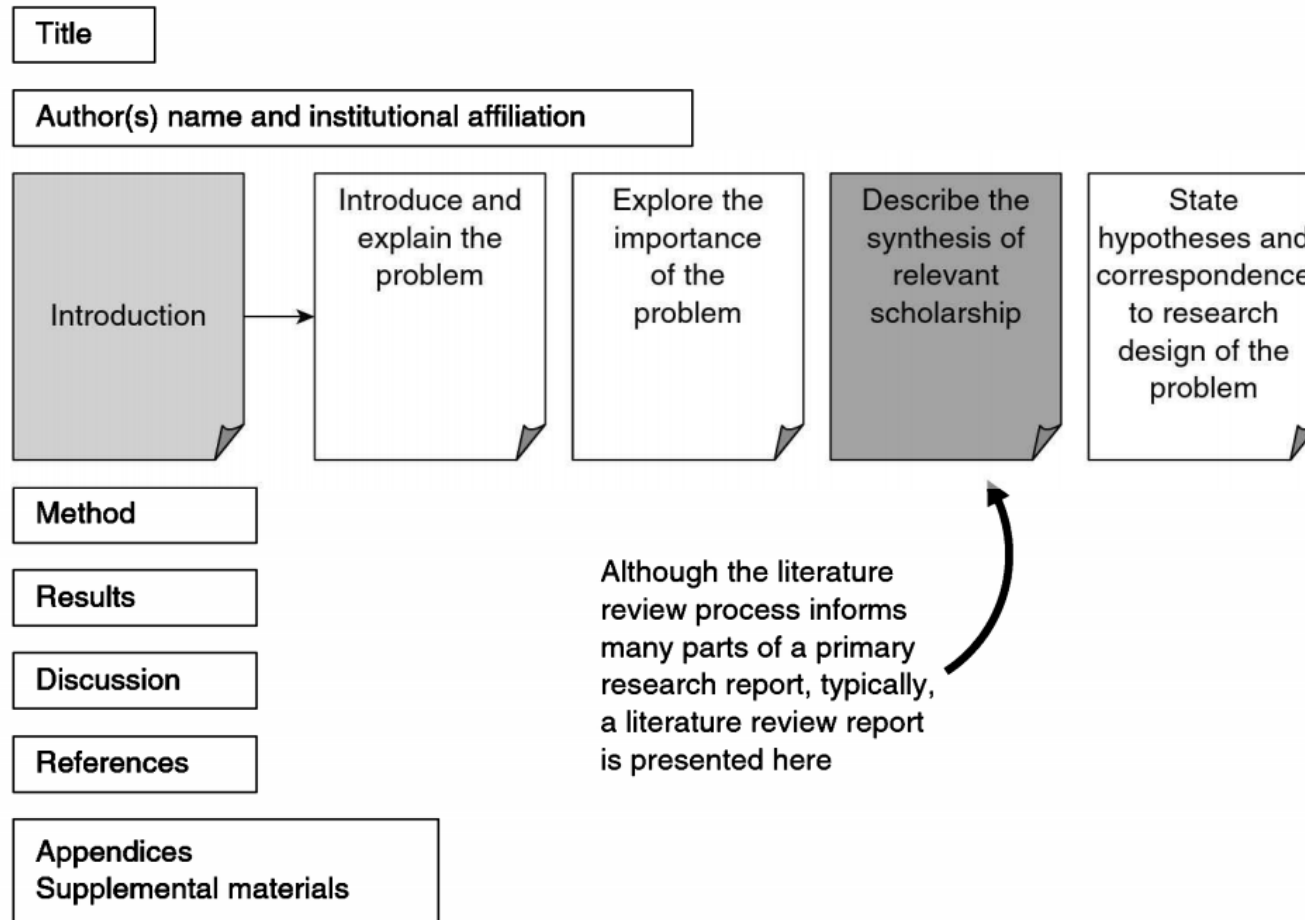 Title
Author(s) name and institutional affiliation
Introduction
Introduce and
explain the
problem
Explore the
importance
of the
problem
Describe the
synthesis of
relevant
scholarship
State
hypotheses and
correspondence
to research
design of the
problem
Method
Results
Discussion
References
Appendices
Supplemental materials
Although the literature
review process informs
many parts of a primary
research report, typically,
a literature review report
is presented here